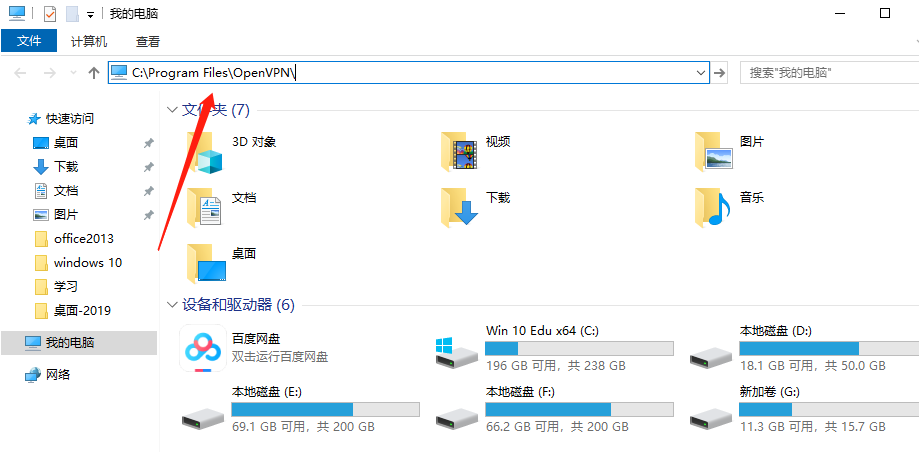 我的电脑
文件 计算机 查看
C:\Program Files\OpenVPN\
搜索"我的电脑"
快速访问
桌面
下载
文档
图片
office2013
windows 10
学习
桌面-2019
我的电脑
网络
文件夹 (7)
3D 对象
视频
图片
文档
下载
音乐
桌面
设备和驱动器 (6)
百度网盘
双击运行百度网盘
Win 10 Edu x64 (C:)
196 GB 可用，共 238 GB
本地磁盘 (D:)
18.1 GB 可用，共 50.0 GB
本地磁盘 (E:)
69.1 GB 可用，共 200 GB
本地磁盘 (F:)
66.2 GB 可用，共 200 GB
新加卷 (G:)
11.3 GB 可用，共 15.7 GB